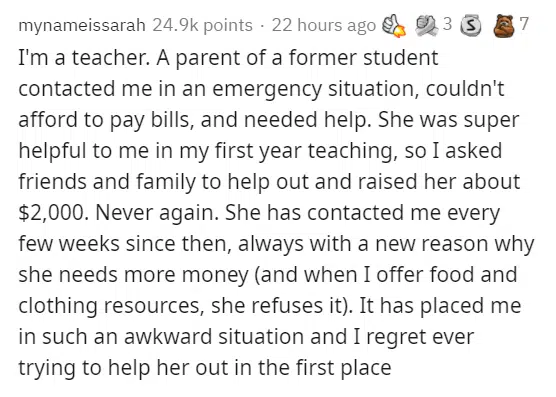 mynameissarah 24.9k points · 22 hours ago 3 S 7
I'm a teacher. A parent of a former student
contacted me in an emergency situation, couldn't
afford to pay bills, and needed help. She was super
helpful to me in my first year teaching, so I asked
friends and family to help out and raised her about
$2,000. Never again. She has contacted me every
few weeks since then, always with a new reason why
she needs more money (and when I offer food and
clothing resources, she refuses it). It has placed me
in such an awkward situation and I regret ever
trying to help her out in the first place